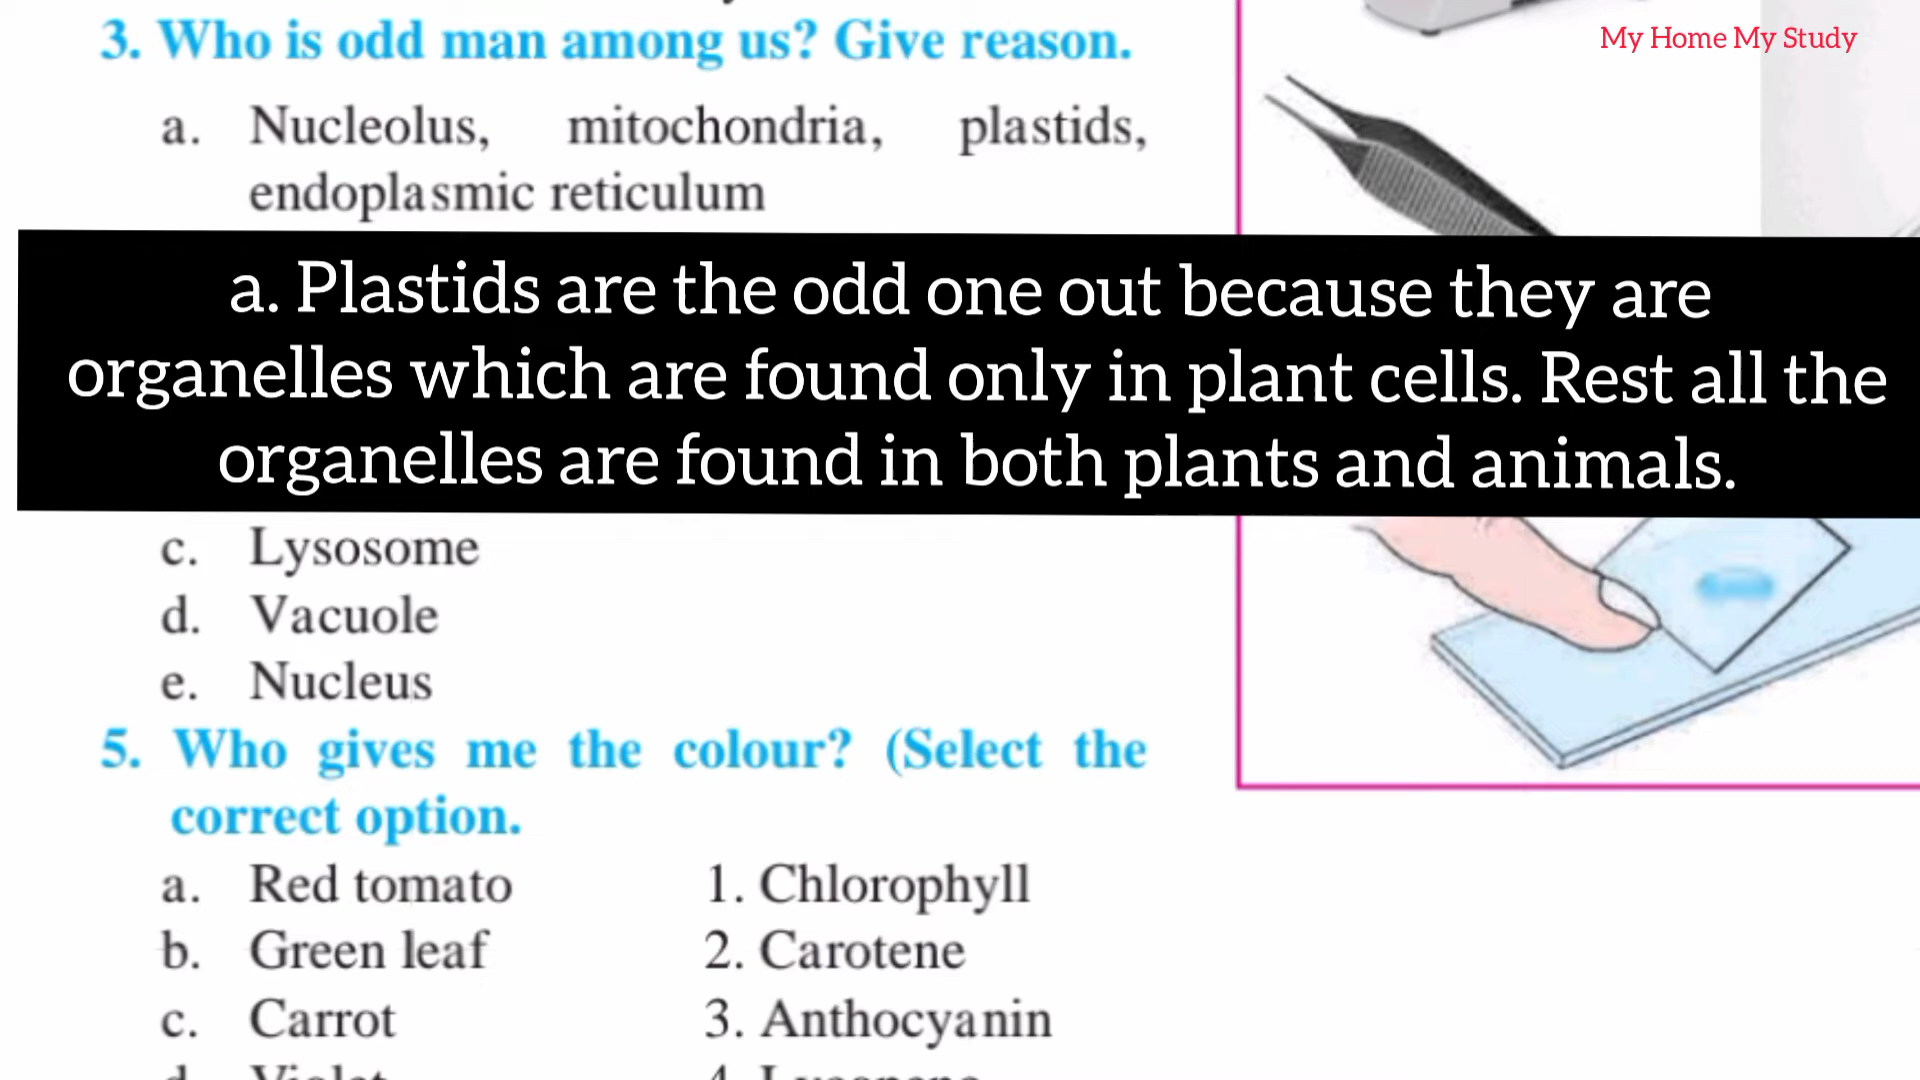 3. Who is odd man among us? Give reason.
My Home My Study
a. Nucleolus, mitochondria, plastids,
endoplasmic reticulum
a. Plastids are the odd one out because they are
organelles which are found only in plant cells. Rest all the
organelles are found in both plants and animals.
c. Lysosome
d. Vacuole
e. Nucleus
5. Who gives me the colour? (Select the
correct option.
a. Red tomato 1. Chlorophyll
b. Green leaf 2. Carotene
c. Carrot 3. Anthocyanin